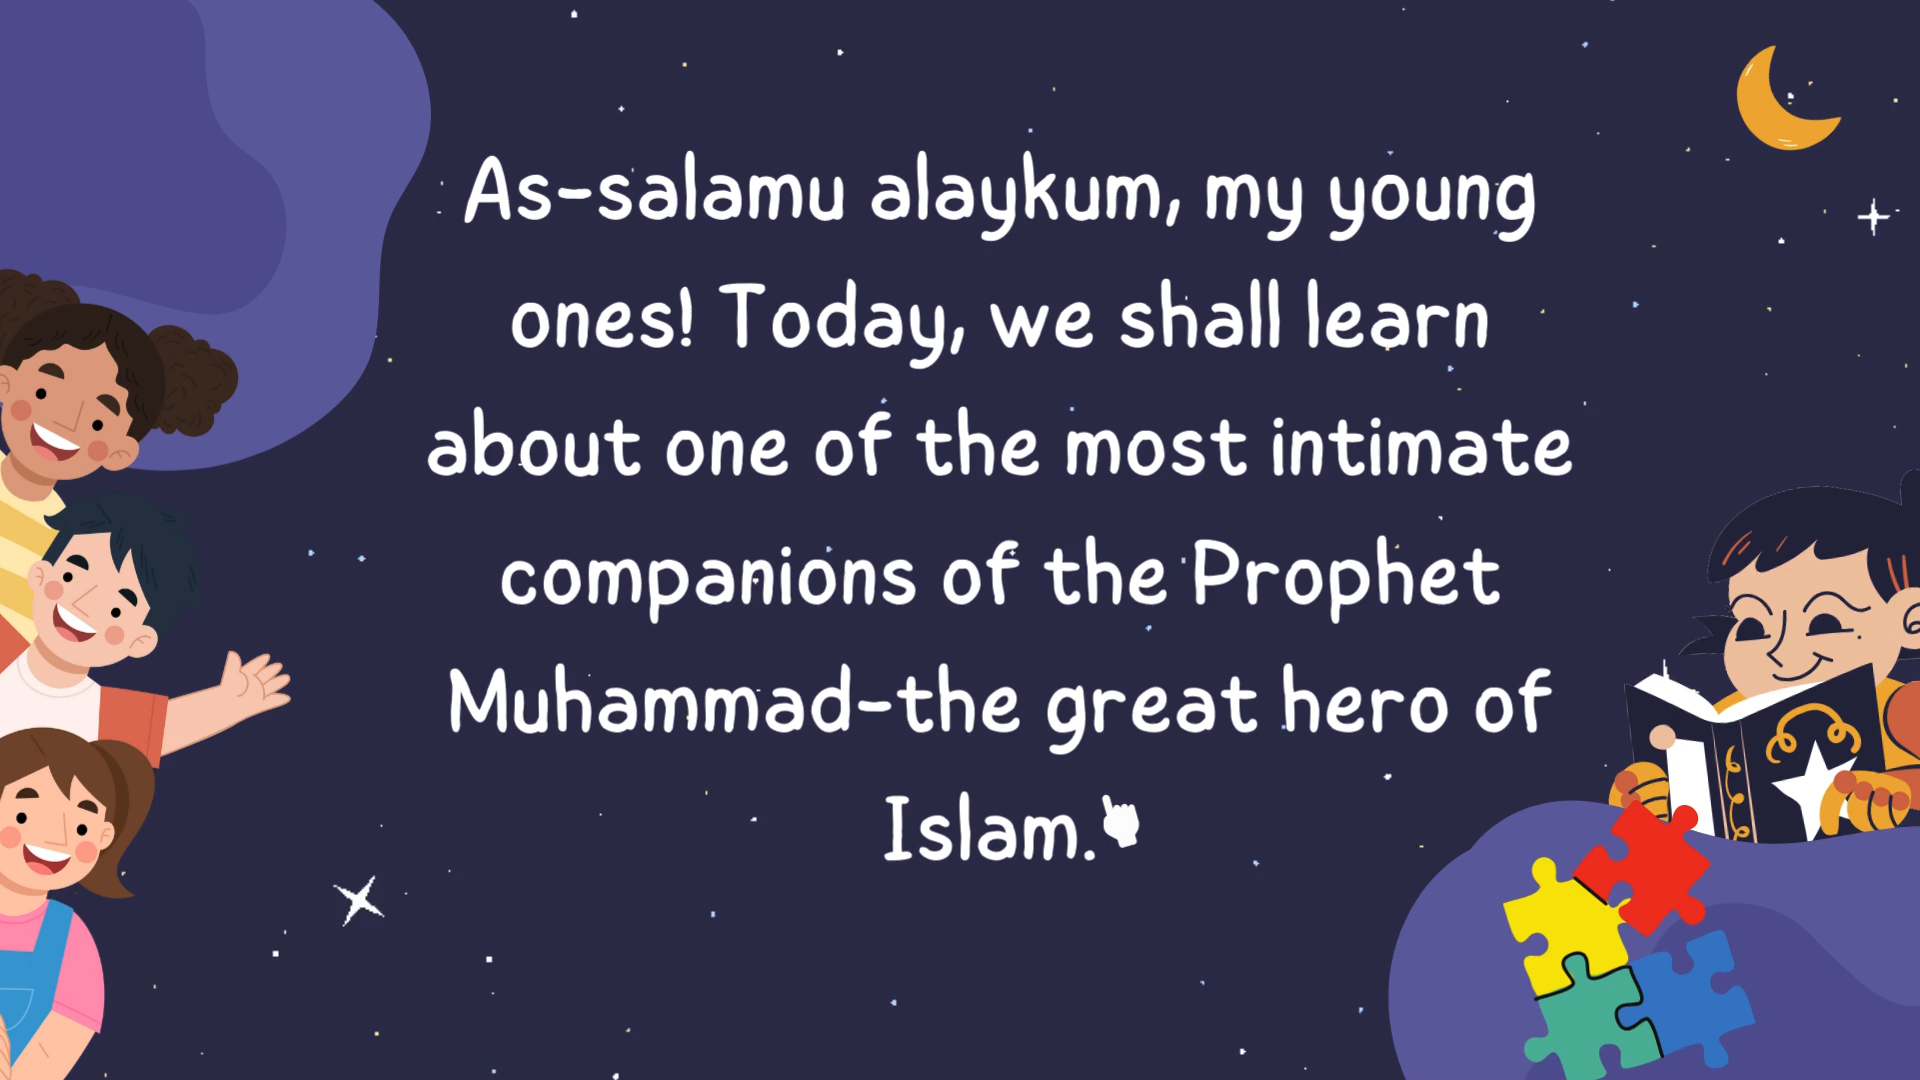 As-salamu alaykum, my young
ones! Today, we shall learn
about one of the most intimate
companions of the Prophet
Muhammad-the great hero of
Islam.